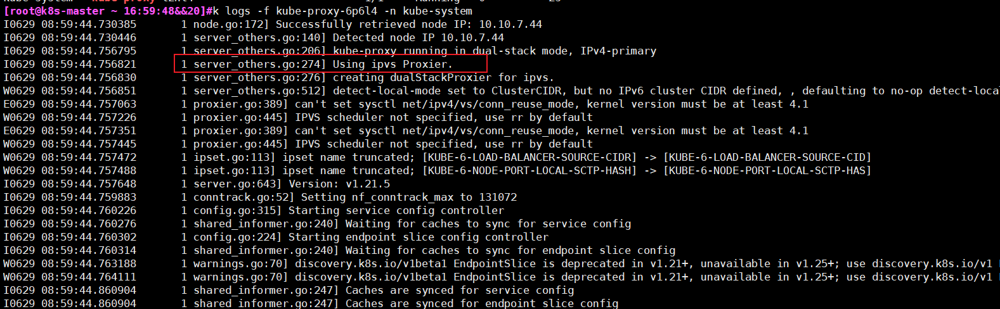 [root@k8s-master ~ 16:59:48&&20]#k logs -f kube-proxy-6p6l4 -n kube-system
I0629 08:59:44.730385       1 node.go:172] Successfully retrieved node IP: 10.10.7.44
I0629 08:59:44.730446       1 server_others.go:140] Detected node IP 10.10.7.44
I0629 08:59:44.756795       1 server_others.go:206] kube-proxy running in dual-stack mode, IPv4-primary
I0629 08:59:44.756821       1 server_others.go:274] Using ipvs Proxier.
I0629 08:59:44.756830       1 server_others.go:276] creating dualStackProxier for ipvs.
W0629 08:59:44.756851       1 server_others.go:512] detect-local-mode set to ClusterCIDR, but no IPv6 cluster CIDR defined, , defaulting to no-op detect-loca
E0629 08:59:44.757063       1 proxier.go:389] can't set sysctl net/ipv4/vs/conn_reuse_mode, kernel version must be at least 4.1
W0629 08:59:44.757226       1 proxier.go:445] IPVS scheduler not specified, use rr by default
E0629 08:59:44.757351       1 proxier.go:389] can't set sysctl net/ipv4/vs/conn_reuse_mode, kernel version must be at least 4.1
W0629 08:59:44.757445       1 proxier.go:445] IPVS scheduler not specified, use rr by default
W0629 08:59:44.757472       1 ipset.go:113] ipset name truncated; [KUBE-6-LOAD-BALANCER-SOURCE-CIDR] -> [KUBE-6-LOAD-BALANCER-SOURCE-CID]
W0629 08:59:44.757488       1 ipset.go:113] ipset name truncated; [KUBE-6-NODE-PORT-LOCAL-SCTP-HASH] -> [KUBE-6-NODE-PORT-LOCAL-SCTP-HAS]
I0629 08:59:44.757648       1 server.go:643] Version: v1.21.5
I0629 08:59:44.759883       1 conntrack.go:52] Setting nf_conntrack_max to 131072
I0629 08:59:44.760226       1 config.go:315] Starting service config controller
I0629 08:59:44.760276       1 shared_informer.go:240] Waiting for caches to sync for service config
I0629 08:59:44.760302       1 config.go:224] Starting endpoint slice config controller
I0629 08:59:44.760314       1 shared_informer.go:240] Waiting for caches to sync for endpoint slice config
W0629 08:59:44.763188       1 warnings.go:70] discovery.k8s.io/v1beta1 EndpointSlice is deprecated in v1.21+, unavailable in v1.25+; use discovery.k8s.io/v1
W0629 08:59:44.764111       1 warnings.go:70] discovery.k8s.io/v1beta1 EndpointSlice is deprecated in v1.21+, unavailable in v1.25+; use discovery.k8s.io/v1
I0629 08:59:44.860904       1 shared_informer.go:247] Caches are synced for service config
I0629 08:59:44.860904       1 shared_informer.go:247] Caches are synced for endpoint slice config